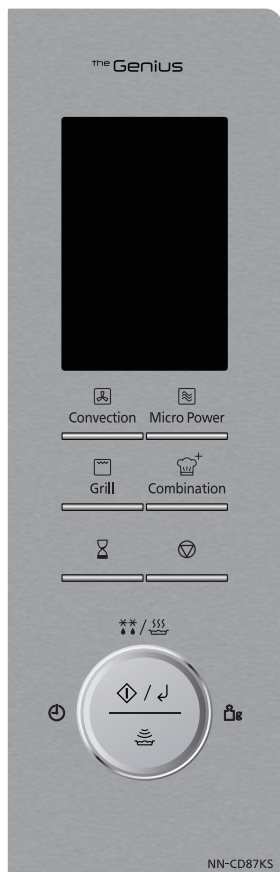 the Genius
Convection Micro Power
Grill Combination
g
NN-CD87KS